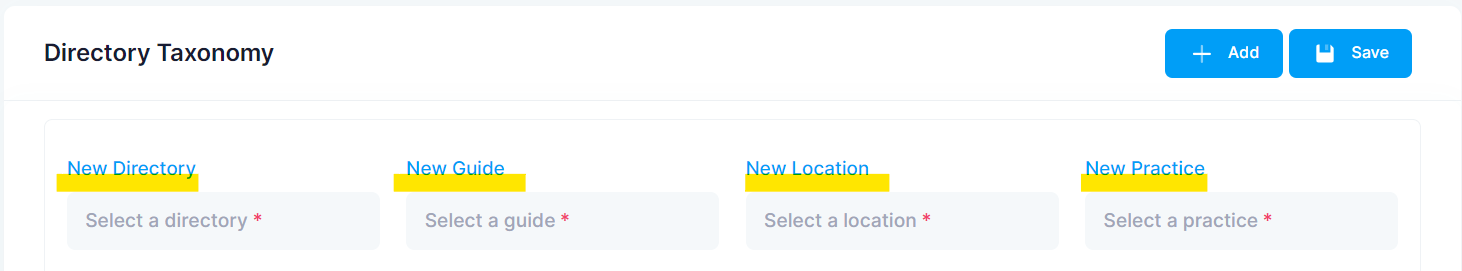 Directory Taxonomy
Add
Save
New Directory
New Guide
New Location
New Practice
Select a directory *
Select a guide *
Select a location *
Select a practice *